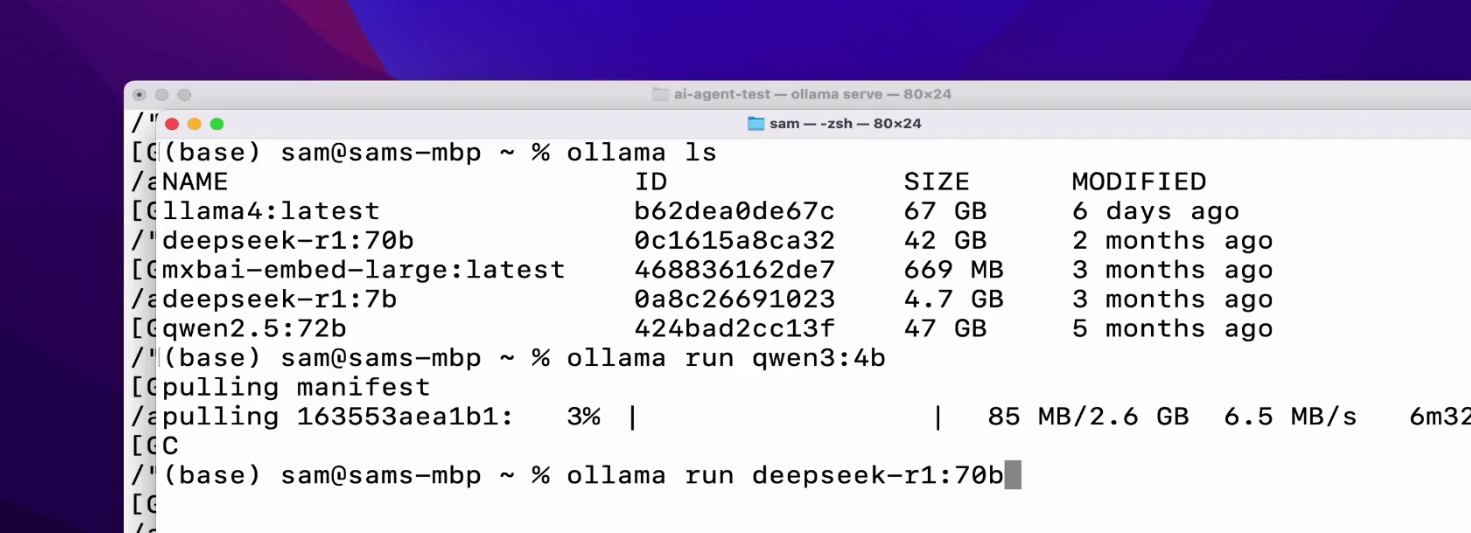 ai-agent-test — ollama serve — 80×24
sam — -zsh — 80×24
(base) sam@sams-mbp ~ % ollama ls
NAME ID SIZE MODIFIED
llama4:latest b62dea0de67c 67 GB 6 days ago
deepseek-r1:70b 0c1615a8ca32 42 GB 2 months ago
mxbai-embed-large:latest 468836162de7 669 MB 3 months ago
deepseek-r1:7b 0a8c26691023 4.7 GB 3 months ago
qwen2.5:72b 424bad2cc13f 47 GB 5 months ago
(base) sam@sams-mbp ~ % ollama run qwen3:4b
pulling manifest
pulling 163553aea1b1: 3% | | 85 MB/2.6 GB 6.5 MB/s 6m32
C
(base) sam@sams-mbp ~ % ollama run deepseek-r1:70b